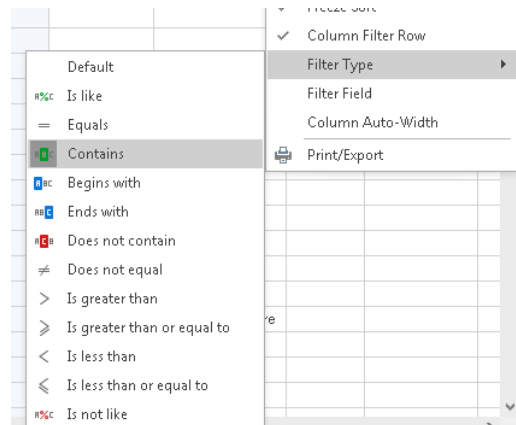 Freeze Sort
Column Filter Row
Filter Type
Filter Field
Column Auto-Width
Print/Export
Default
Is like
Equals
Contains
Begins with
Ends with
Does not contain
Does not equal
Is greater than
Is greater than or equal to
Is less than
Is less than or equal to
Is not like
re